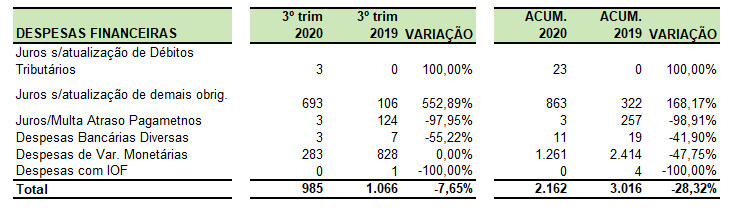 3º trim 3º trim ACUM. ACUM.
DESPESAS FINANCEIRAS 2020 2019 VARIAÇÃO 2020 2019 VARIAÇÃO
Juros s/atualização de Débitos
Tributários 3 0 100,00% 23 0 100,00%
Juros s/atualização de demais obrig. 693 106 552,89% 863 322 168,17%
Juros/Multa Atraso Pagametnos 3 124 -97,95% 3 257 -98,91%
Despesas Bancárias Diversas 3 7 -55,22% 11 19 -41,90%
Despesas de Var. Monetárias 283 828 0,00% 1.261 2.414 -47,75%
Despesas com IOF 0 1 -100,00% 0 4 -100,00%
Total 985 1.066 -7,65% 2.162 3.016 -28,32%